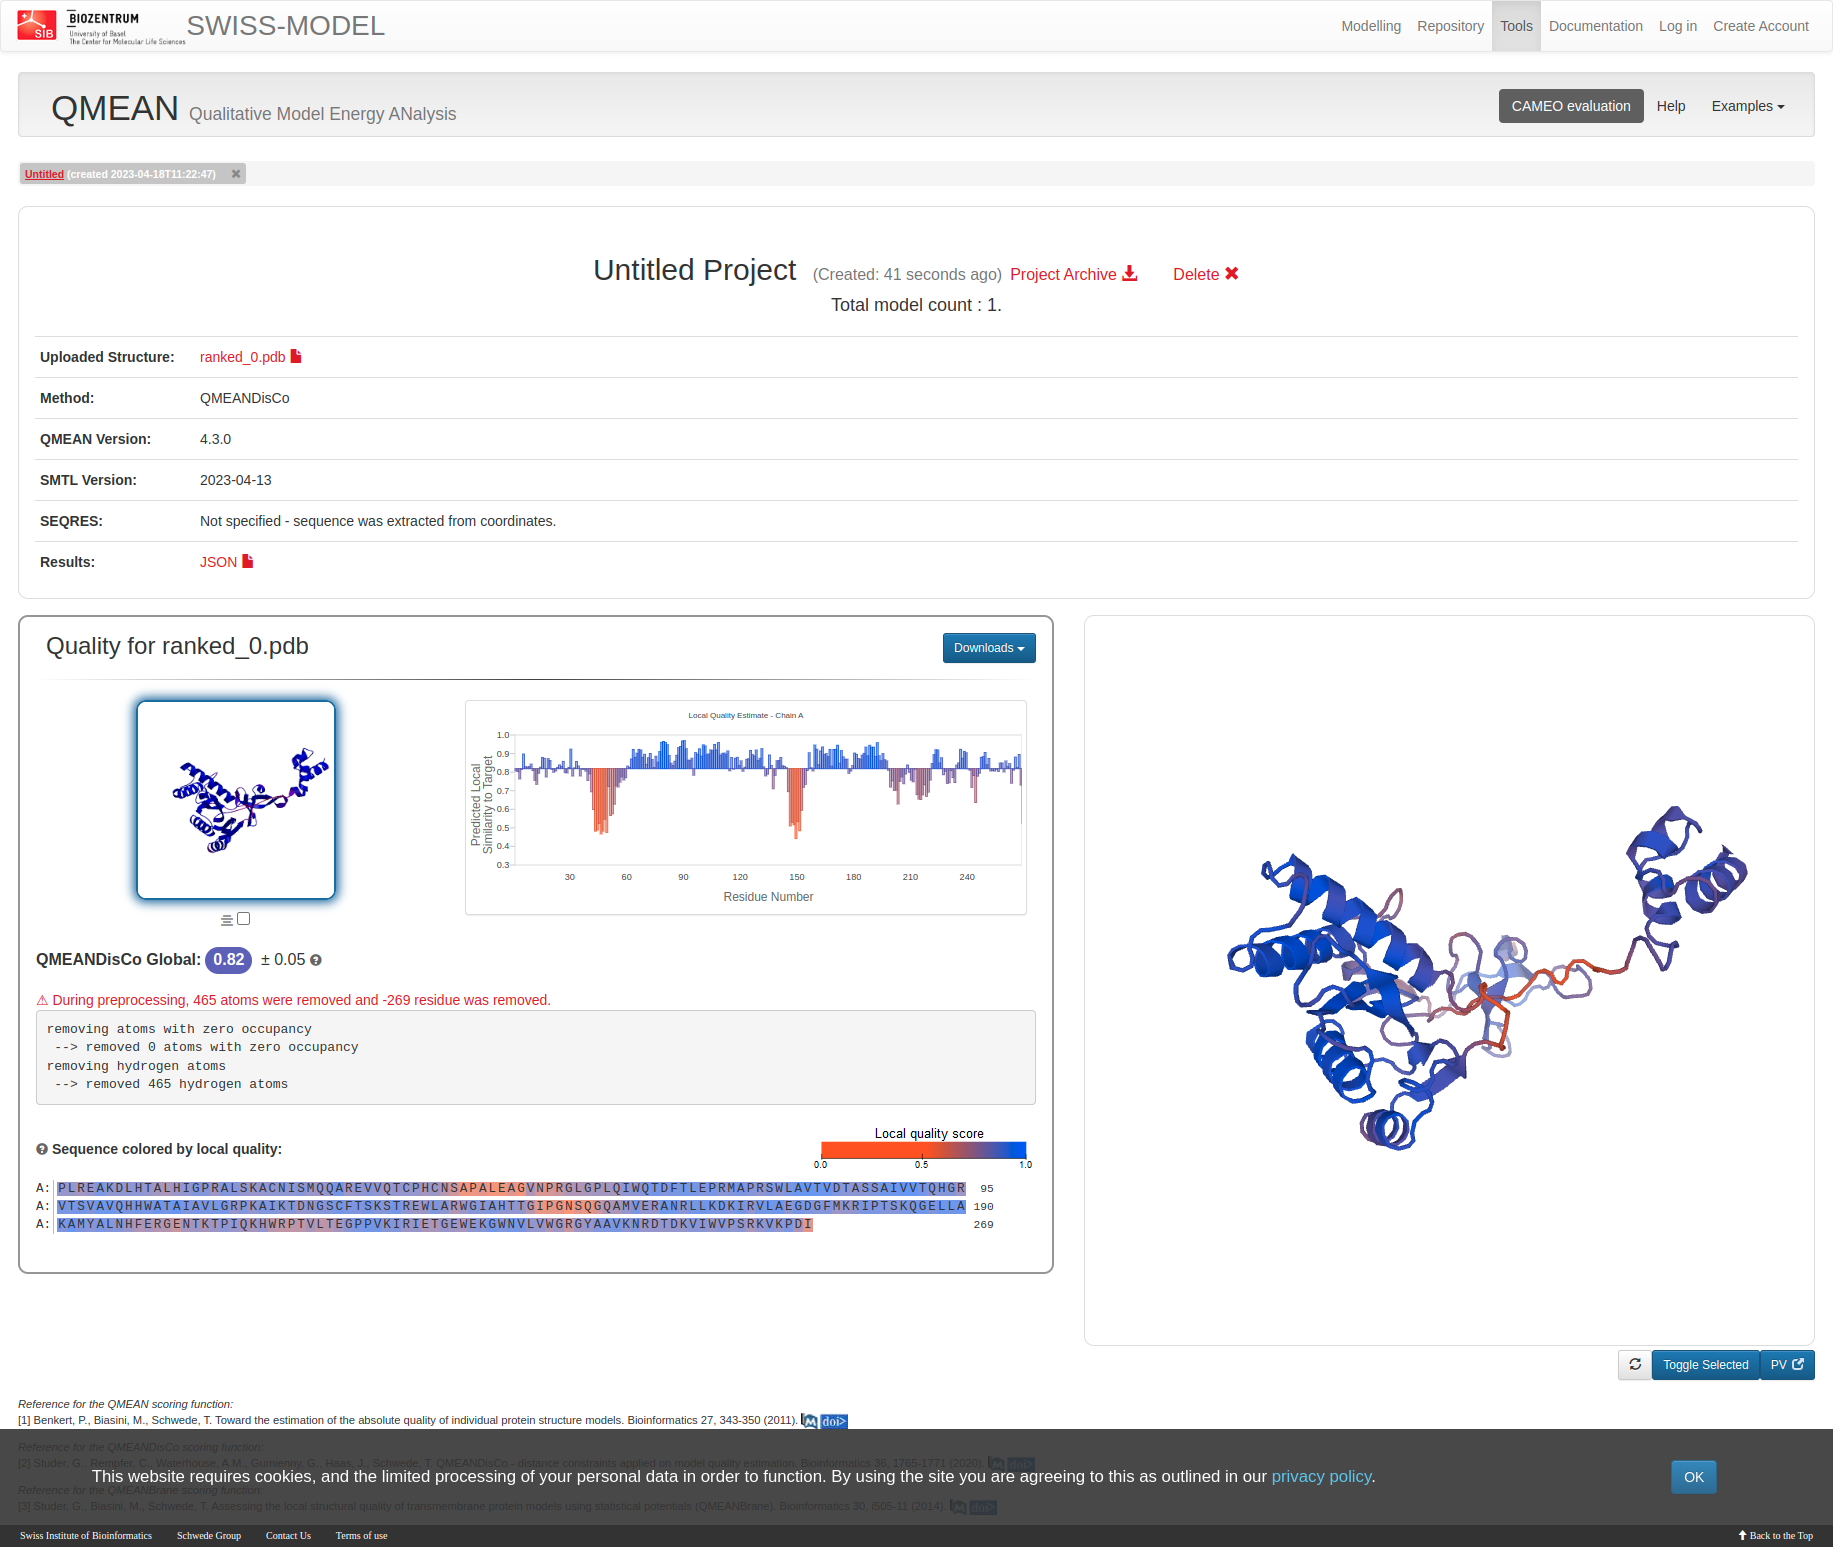 SIB
BIOZENTRUM
University of Basel
The Center for Molecular Life Sciences
SWISS-MODEL
Modelling Repository Tools Documentation Log in Create Account
QMEAN Qualitative Model Energy ANalysis
CAMEO evaluation Help Examples
Untitled (created 2023-04-18T11:22:47)
Untitled Project (Created: 41 seconds ago) Project Archive Delete
Total model count : 1.
Uploaded Structure: ranked_0.pdb
Method: QMEANDisCo
QMEAN Version: 4.3.0
SMTL Version: 2023-04-13
SEQRES: Not specified - sequence was extracted from coordinates.
Results: JSON
Quality for ranked_0.pdb
Downloads
Local Quality Estimate - Chain A
Predicted Local
Similarity to Target
1.0
0.9
0.8
0.7
0.6
0.5
0.4
0.3
30 60 90 120 150 180 210 240
Residue Number
QMEANDisCo Global: 0.82 ± 0.05
⚠ During preprocessing, 465 atoms were removed and -269 residue was removed.
removing atoms with zero occupancy
--> removed 0 atoms with zero occupancy
removing hydrogen atoms
--> removed 465 hydrogen atoms
Sequence colored by local quality:
Local quality score
0.0 0.5 1.0
A: PLREAKDLHTALHIGPRALSKACNISMQQAREVVQTCPHCNSAPALEAGVNPRGLGPLQIWQTDFTLEPRMAPRSWLAVTVDTASSAIVVTQHGR 95
A: VTSVAVQHHWATAIAVLGRPKAIKTDNGSCFTSKSTREWLARWGIAHTTGIPGNSQGQAMVERANRLLKDKIRVLAEGDGFMKRIPTSKQGELLA 190
A: KAMYALNHFERGENTKTPIQKHWRPTVLTEGPPVKIRIETGEWEKGWNVLVWGRGYAAVKNRDTDKVIWVPSRKVKPDI 269
Toggle Selected PV
Reference for the QMEAN scoring function:
[1] Benkert, P., Biasini, M., Schwede, T. Toward the estimation of the absolute quality of individual protein structure models. Bioinformatics 27, 343-350 (2011). doi>
Reference for the QMEANDisCo scoring function:
[2] Studer, G., Rempfer, C., Waterhouse, A.M., Gumienny, G., Haas, J., Schwede, T. QMEANDisCo - distance constraints applied on model quality estimation. Bioinformatics 36, 1765-1771 (2020). doi>
This website requires cookies, and the limited processing of your personal data in order to function. By using the site you are agreeing to this as outlined in our privacy policy.
OK
Reference for the QMEANBrane scoring function:
[3] Studer, G., Biasini, M., Schwede, T. Assessing the local structural quality of transmembrane protein models using statistical potentials (QMEANBrane). Bioinformatics 30, i505-11 (2014). doi>
Swiss Institute of Bioinformatics Schwede Group Contact Us Terms of use
Back to the Top